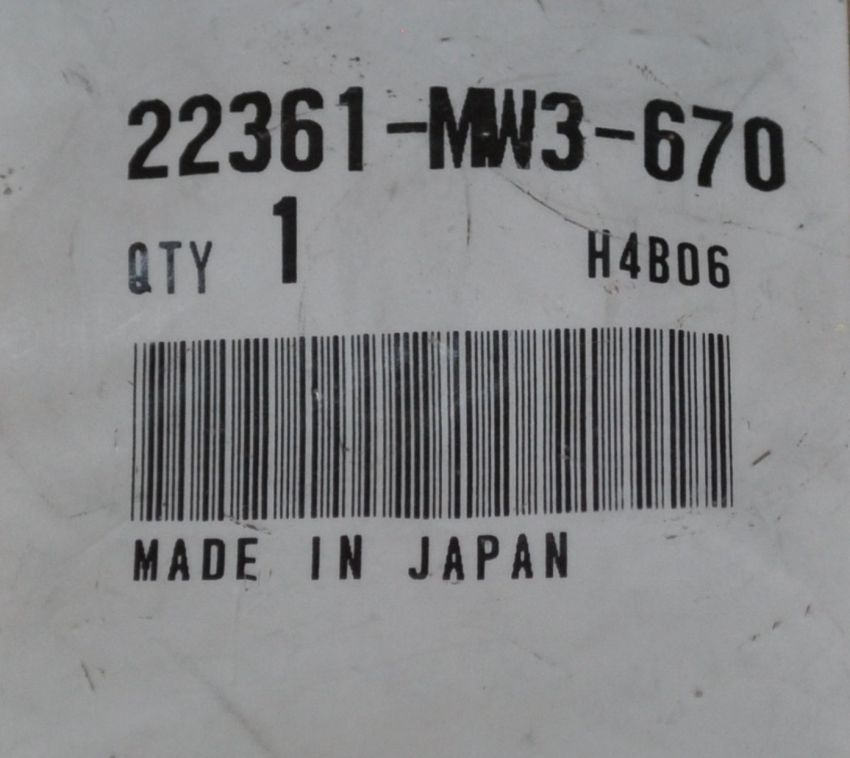 22361-MW3-670
QTY 1 H4B06
MADE IN JAPAN